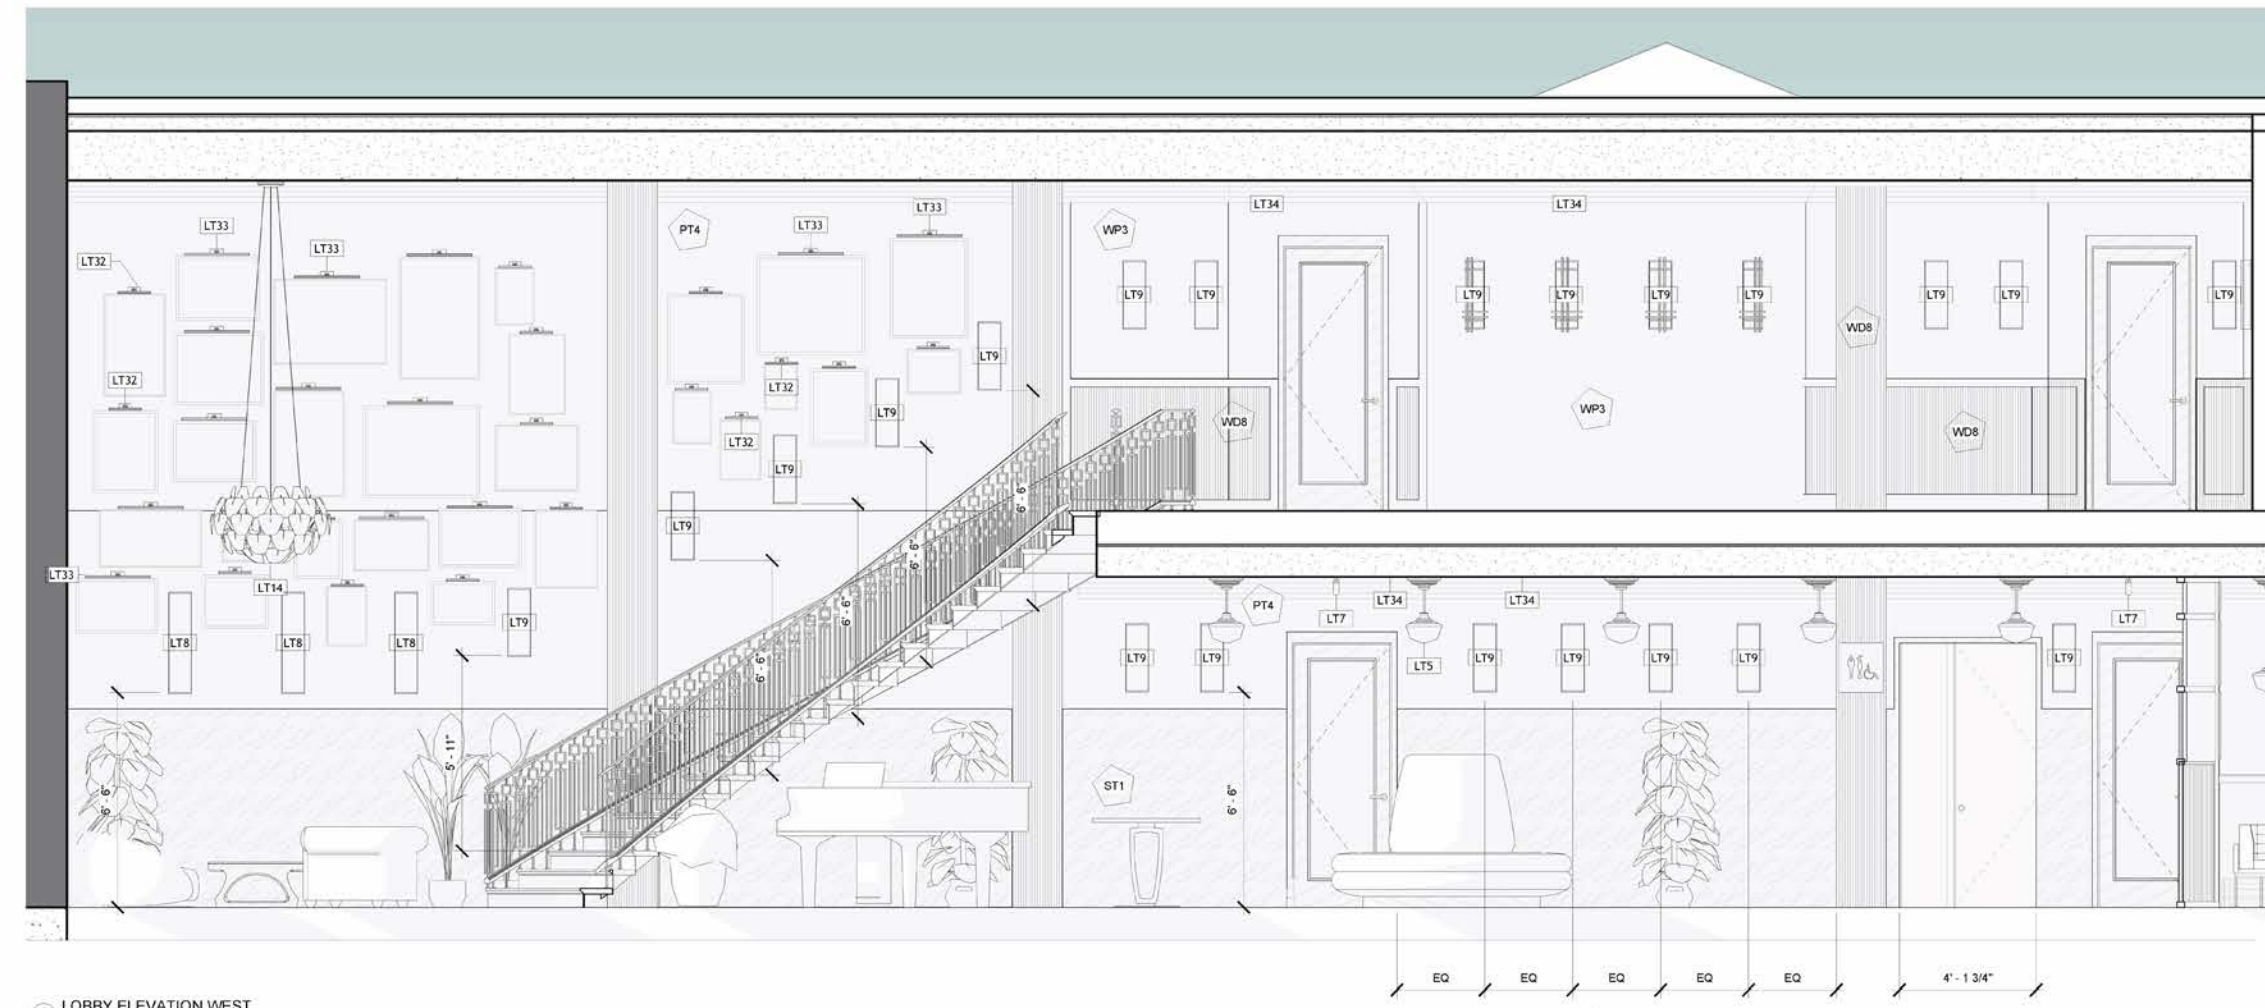 LT34
LT34
LT33
LT33
LT33
LT33
PT4
WP3
LT32
LT9
LT9
LT9
LT9
LT9
LT9
LT9
LT9
LT9
WD8
LT9
LT32
LT32
LT9
WP3
LT9
WD8
WD8
LT32
LT9
6' - 6"
LT9
6' - 6"
LT33
LT14
LT34
LT34
PT4
LT7
LT7
6' - 6"
LT9
LT8
LT8
LT8
LT9
LT9
LT9
LT9
LT9
LT9
LT9
LT5
6' - 6"
5' - 11"
ST1
6' - 6"
6' - 6"
EQ
EQ
EQ
EQ
EQ
4' - 1 3/4"
LOBBY ELEVATION WEST